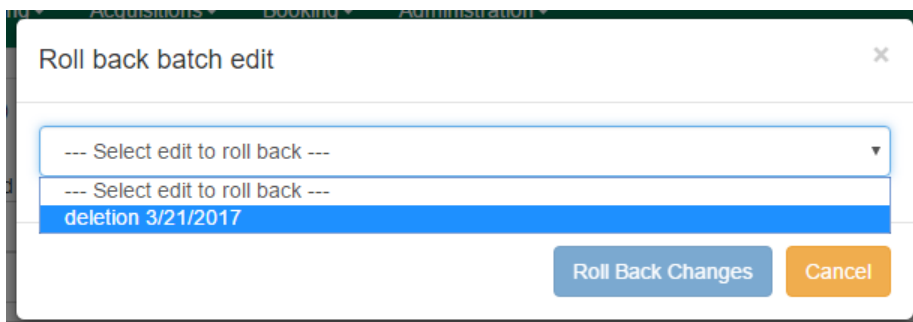 Acquisitions Booking Administration
Roll back batch edit
×
--- Select edit to roll back ---
--- Select edit to roll back ---
deletion 3/21/2017
Roll Back Changes Cancel